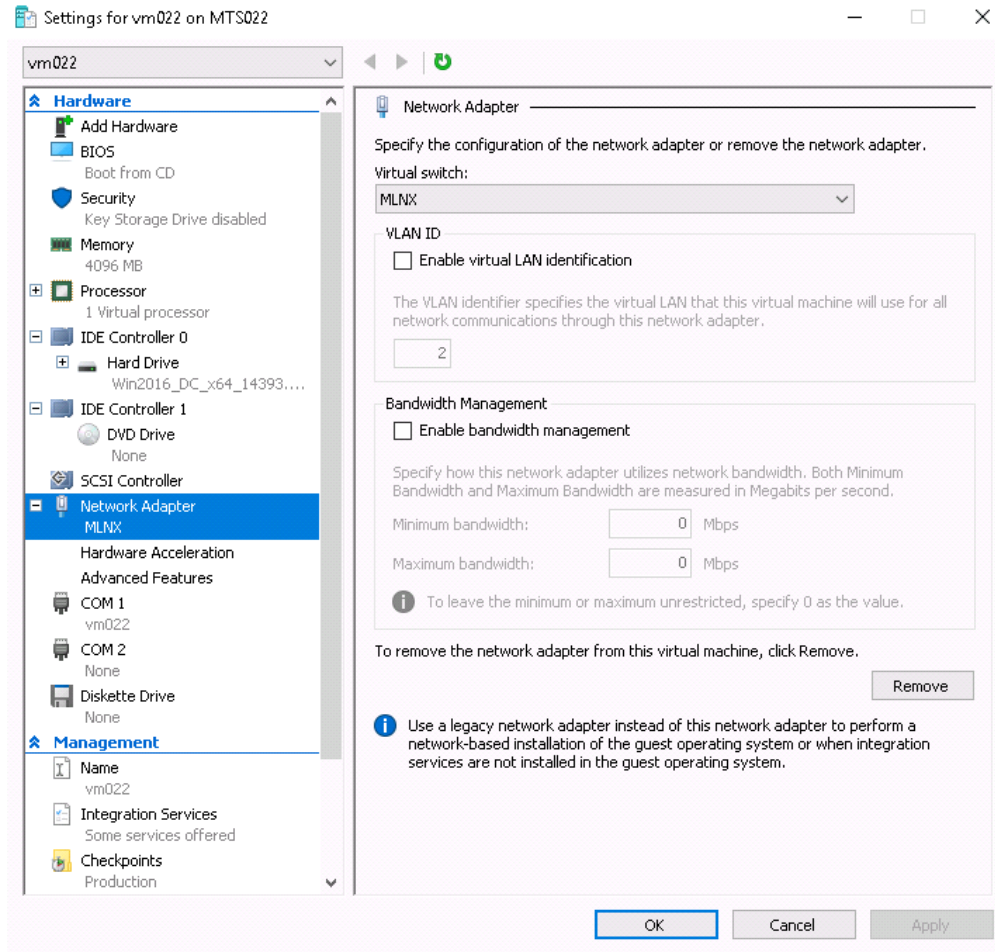 Settings for vm022 on MTS022
vm022
Hardware
Add Hardware
BIOS
Boot from CD
Security
Key Storage Drive disabled
Memory
4096 MB
Processor
1 Virtual processor
IDE Controller 0
Hard Drive
Win2016_DC_x64_14393....
IDE Controller 1
DVD Drive
None
SCSI Controller
Network Adapter
MLNX
Hardware Acceleration
Advanced Features
COM 1
vm022
COM 2
None
Diskette Drive
None
Management
Name
vm022
Integration Services
Some services offered
Checkpoints
Production
Network Adapter
Specify the configuration of the network adapter or remove the network adapter.
Virtual switch:
MLNX
VLAN ID
Enable virtual LAN identification
The VLAN identifier specifies the virtual LAN that this virtual machine will use for all
network communications through this network adapter.
2
Bandwidth Management
Enable bandwidth management
Specify how this network adapter utilizes network bandwidth. Both Minimum
Bandwidth and Maximum Bandwidth are measured in Megabits per second.
Minimum bandwidth: 0 Mbps
Maximum bandwidth: 0 Mbps
To leave the minimum or maximum unrestricted, specify 0 as the value.
To remove the network adapter from this virtual machine, click Remove.
Remove
Use a legacy network adapter instead of this network adapter to perform a
network-based installation of the guest operating system or when integration
services are not installed in the guest operating system.
OK Cancel Apply